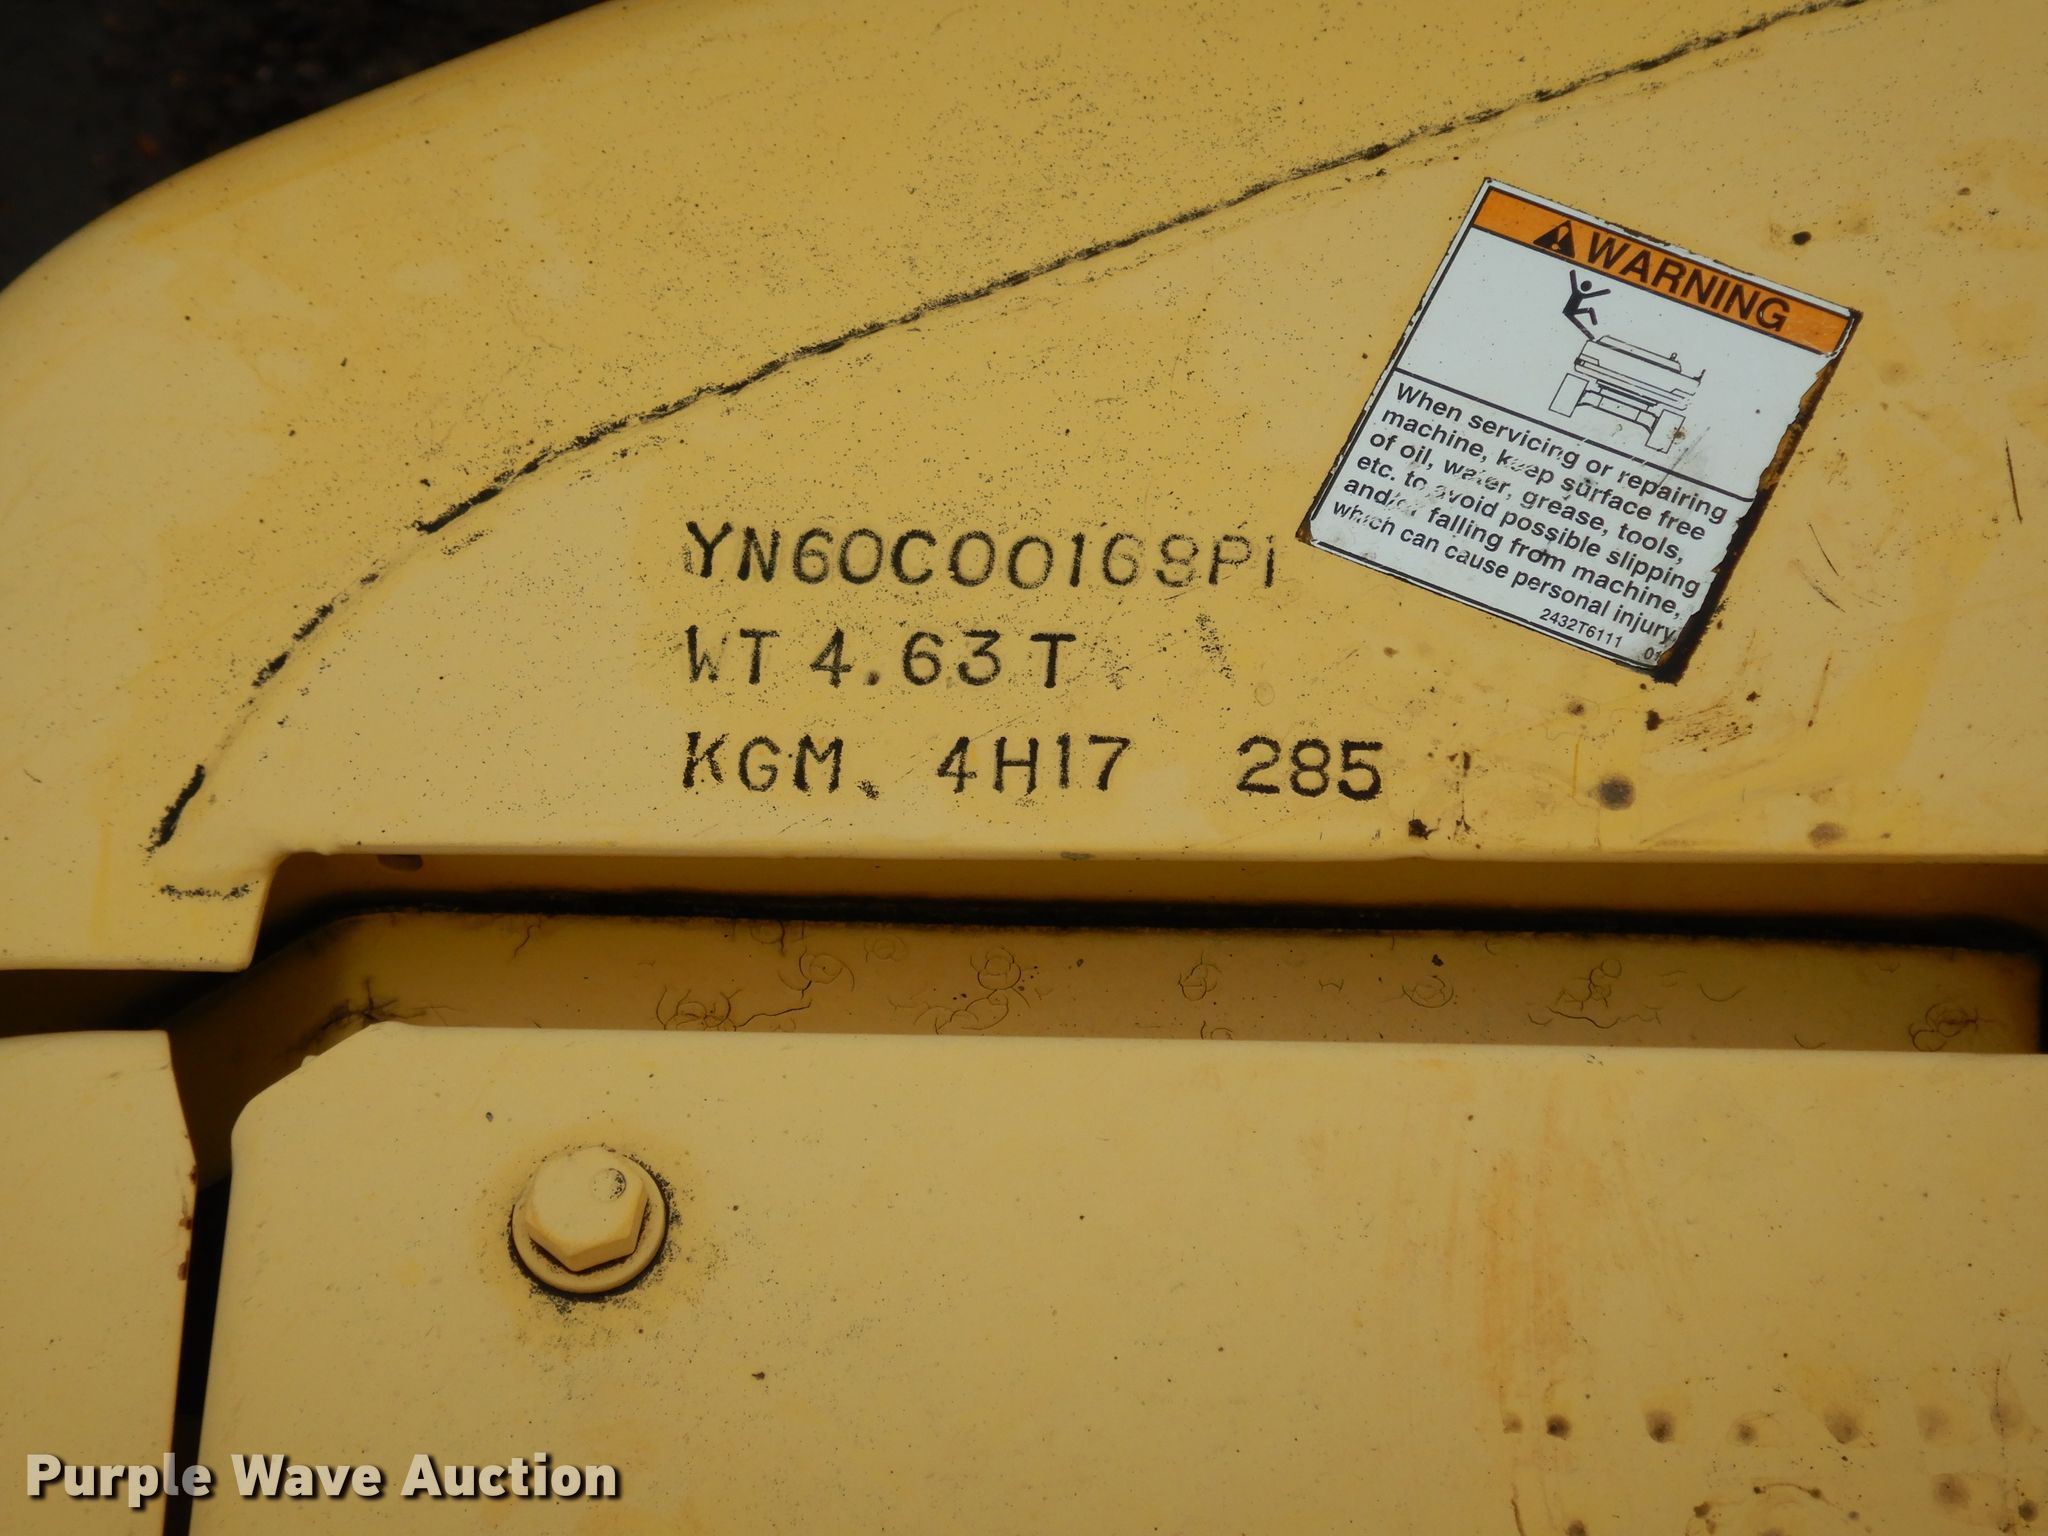 YN60C00168P1
WT 4.63 T
KGM. 4H17 285
WARNING
When servicing or repairing
machine, keep surface free
of oil, water, grease, tools,
etc. to avoid possible slipping
and/or falling from machine,
which can cause personal injury.
2432T6111 01
Purple Wave Auction